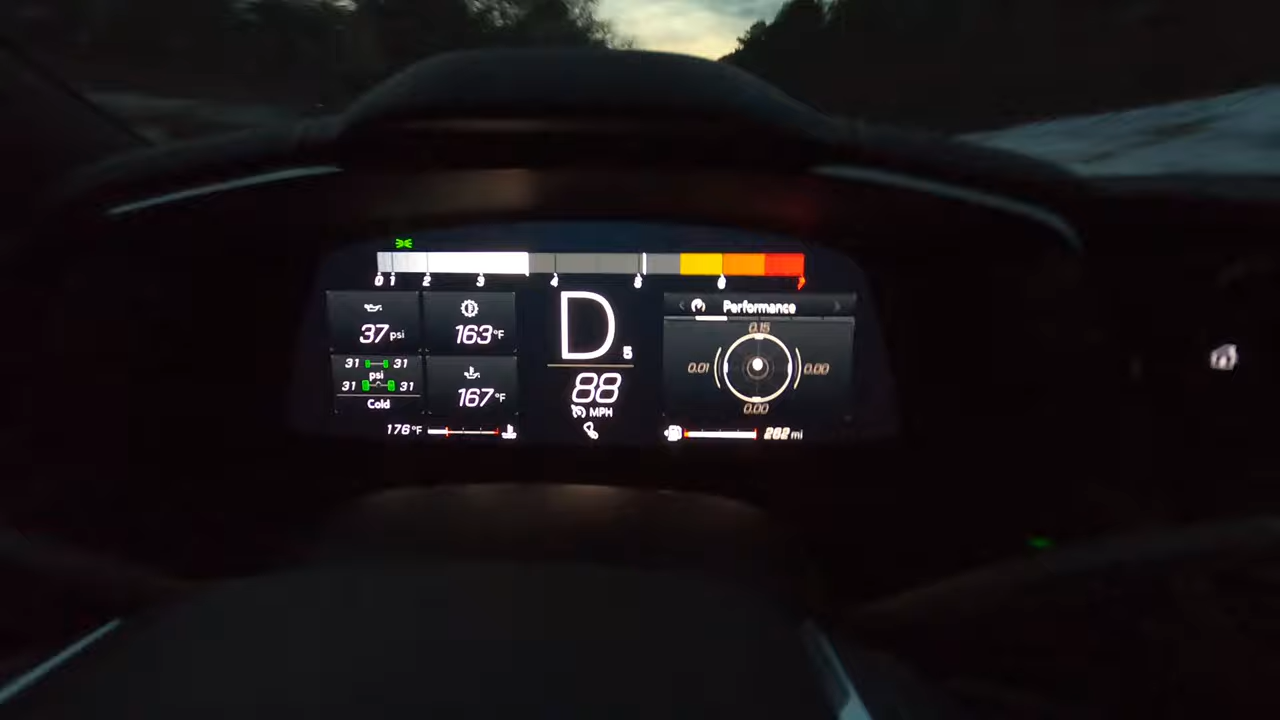 0 1 2 3 4 5 6 7
Performance
37 psi
163°F
D5
0.15
31 31
psi
31 31
Cold
167°F
88
MPH
0.01
0.00
0.00
176°F
262 mi